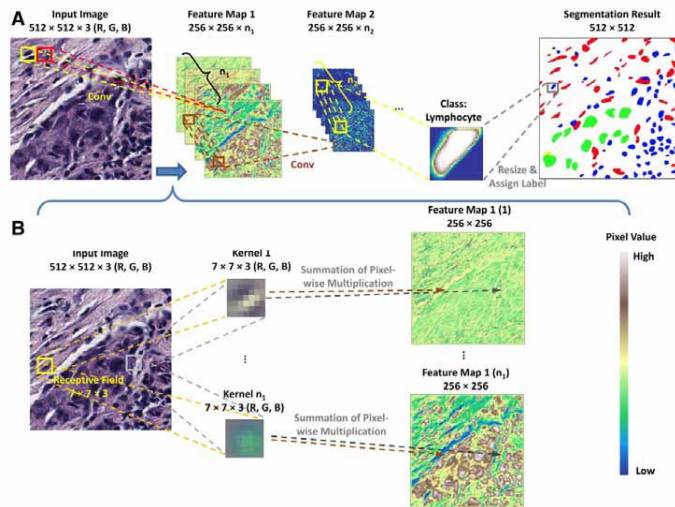 A
Input Image
512 × 512 × 3 (R, G, B)
Feature Map 1
256 × 256 × n₁
Feature Map 2
256 × 256 × n₂
Segmentation Result
512 × 512
n₁
n₂
Conv
...
Class:
Lymphocyte
Conv
Resize &
Assign Label
B
Input Image
512 × 512 × 3 (R, G, B)
Kernel 1
7 × 7 × 3 (R, G, B)
Summation of Pixel-
wise Multiplication
Feature Map 1 (1)
256 × 256
Pixel Value
High
Receptive Field
7 × 7 × 3
...
...
Kernel n₁
7 × 7 × 3 (R, G, B)
Summation of Pixel-
wise Multiplication
Feature Map 1 (n₁)
256 × 256
Low